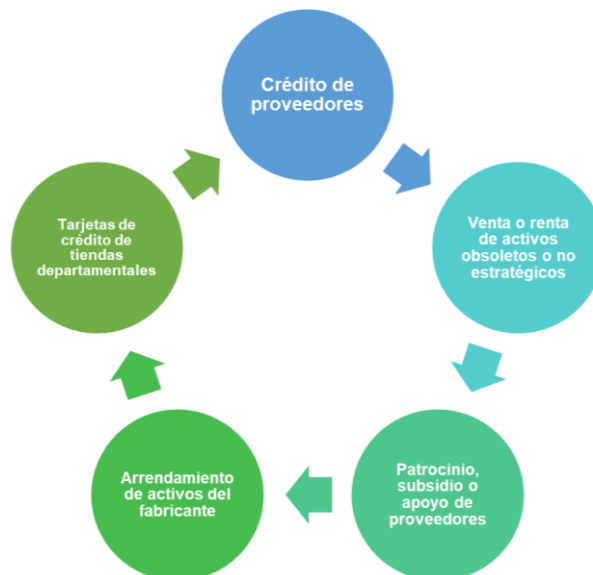 Crédito de
proveedores
Venta o renta
de activos
obsoletos o no
estratégicos
Patrocinio,
subsidio o
apoyo de
proveedores
Arrendamiento
de activos del
fabricante
Tarjetas de
crédito de
tiendas
departamentales